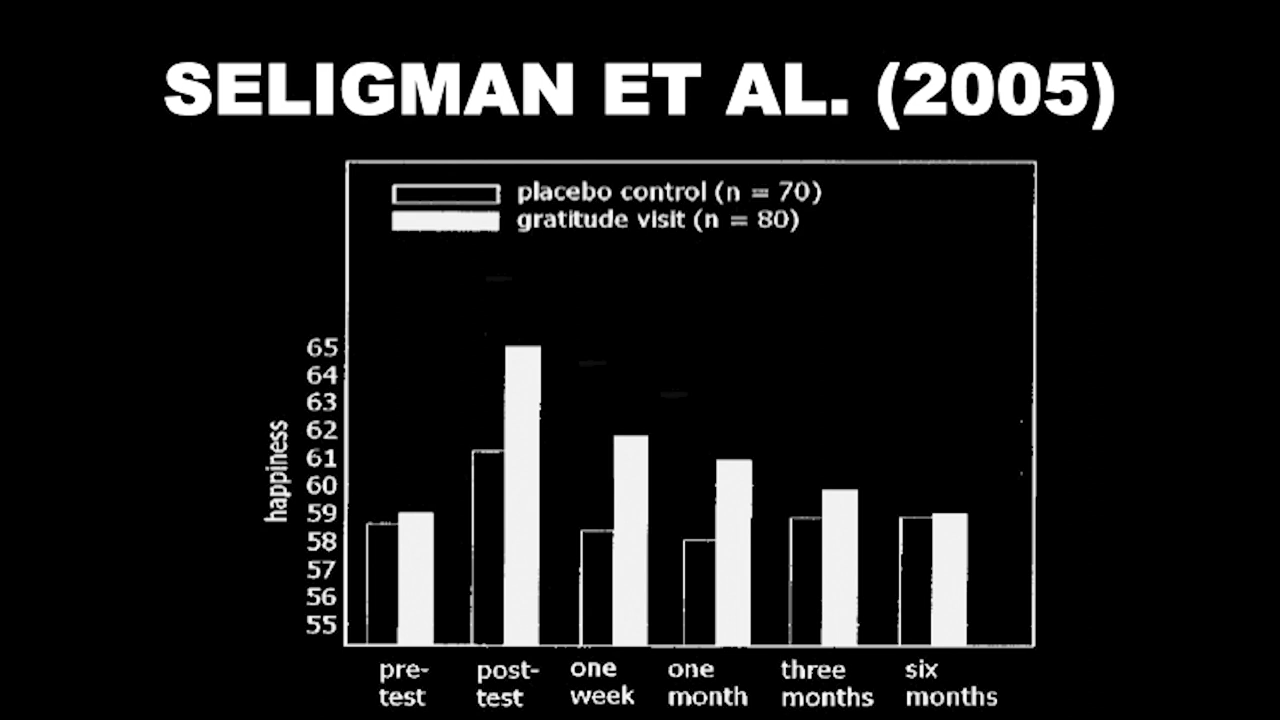 SELIGMAN ET AL. (2005)
placebo control (n = 70)
gratitude visit (n = 80)
65
64
63
62
61
60
59
58
57
56
55
happiness
pre-
test
post-
test
one
week
one
month
three
months
six
months